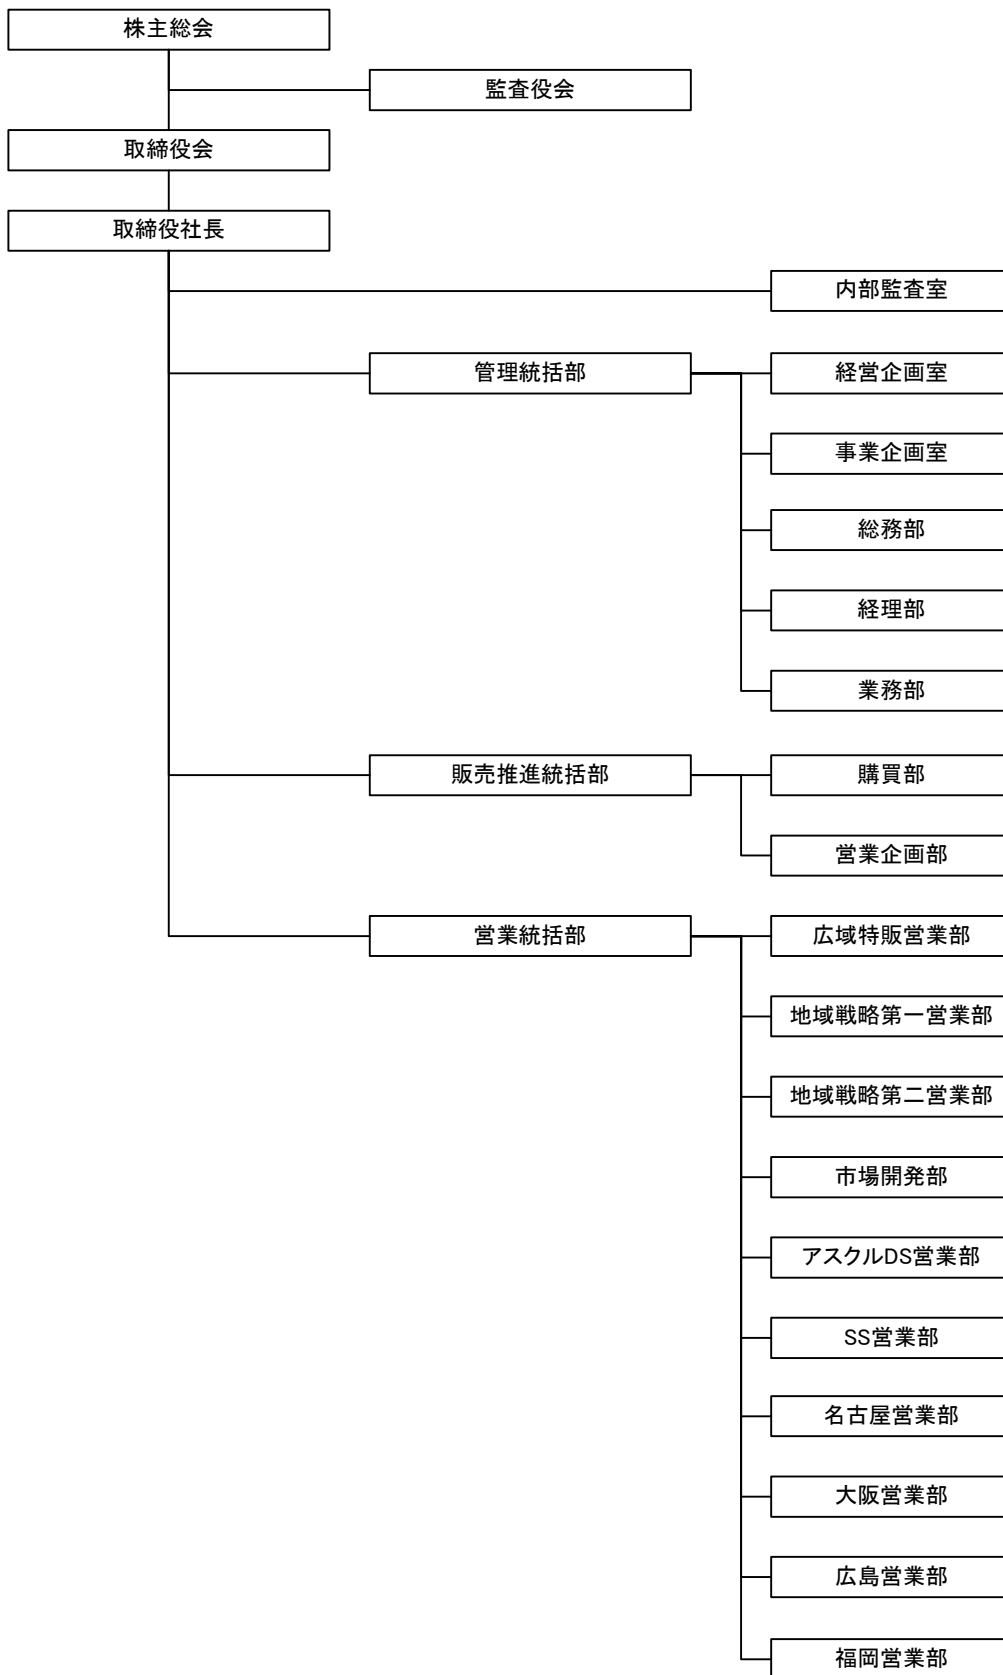 株主総会
監査役会
取締役会
取締役社長
内部監査室
管理統括部
経営企画室
事業企画室
総務部
経理部
業務部
販売推進統括部
購買部
営業企画部
営業統括部
広域特販営業部
地域戦略第一営業部
地域戦略第二営業部
市場開発部
アスクルDS営業部
SS営業部
名古屋営業部
大阪営業部
広島営業部
福岡営業部